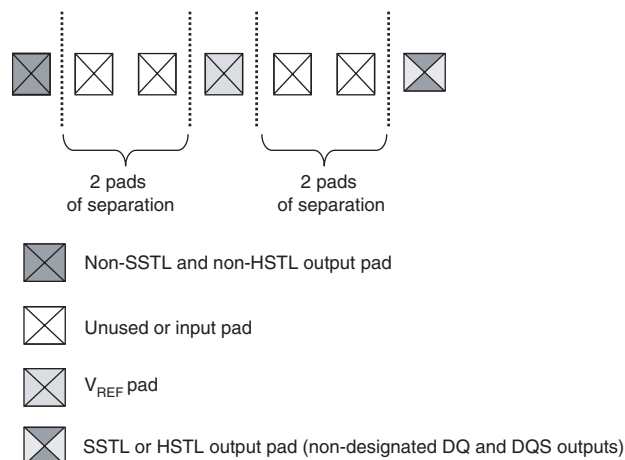 2 pads
of separation
2 pads
of separation
Non-SSTL and non-HSTL output pad
Unused or input pad
VREF pad
SSTL or HSTL output pad (non-designated DQ and DQS outputs)